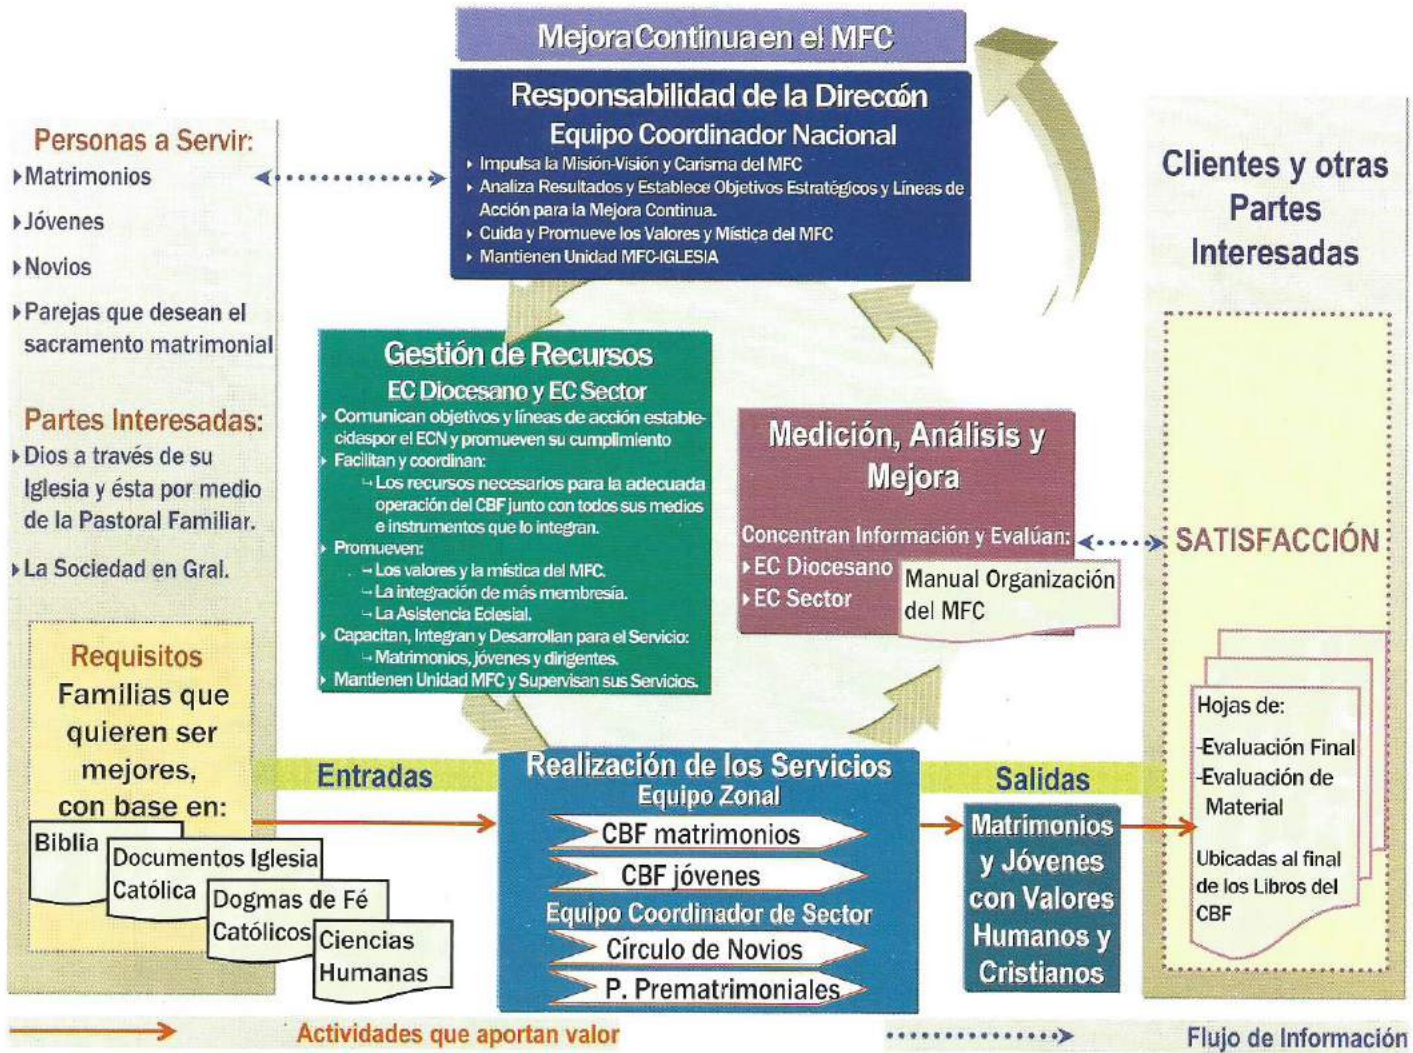 Mejora Continua en el MFC
Responsabilidad de la Direccón
Equipo Coordinador Nacional
Impulsa la Misión-Visión y Carisma del MFC
Analiza Resultados y Establece Objetivos Estratégicos y Líneas de
Acción para la Mejora Continua.
Cuida y Promueve los Valores y Mística del MFC
Mantienen Unidad MFC-IGLESIA
Personas a Servir:
Matrimonios
Jóvenes
Novios
Parejas que desean el
sacramento matrimonial
Partes Interesadas:
Dios a través de su
Iglesia y ésta por medio
de la Pastoral Familiar.
La Sociedad en Gral.
Requisitos
Familias que
quieren ser
mejores,
con base en:
Biblia
Documentos Iglesia
Católica
Dogmas de Fé
Católicos
Ciencias
Humanas
Gestión de Recursos
EC Diocesano y EC Sector
Comunican objetivos y líneas de acción estable-
cidaspor el ECN y promueven su cumplimiento
Facilitan y coordinan:
Los recursos necesarios para la adecuada
operación del CBF junto con todos sus medios
e instrumentos que lo integran.
Promueven:
Los valores y la mística del MFC.
La integración de más membresía.
La Asistencia Eclesial.
Capacitan, Integran y Desarrollan para el Servicio:
Matrimonios, jóvenes y dirigentes.
Mantienen Unidad MFC y Supervisan sus Servicios.
Medición, Análisis y
Mejora
Concentran Información y Evalúan:
EC Diocesano
EC Sector
Manual Organización
del MFC
Entradas
Realización de los Servicios
Equipo Zonal
CBF matrimonios
CBF jóvenes
Equipo Coordinador de Sector
Círculo de Novios
P. Prematrimoniales
Salidas
Matrimonios
y Jóvenes
con Valores
Humanos y
Cristianos
Clientes y otras
Partes
Interesadas
SATISFACCIÓN
Hojas de:
-Evaluación Final
-Evaluación de
Material
Ubicadas al final
de los Libros del
CBF
Actividades que aportan valor
Flujo de Información